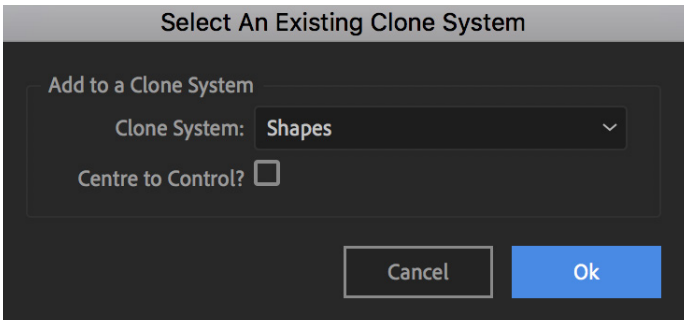 Select An Existing Clone System
Add to a Clone System
Clone System: Shapes
Centre to Control?
Cancel Ok